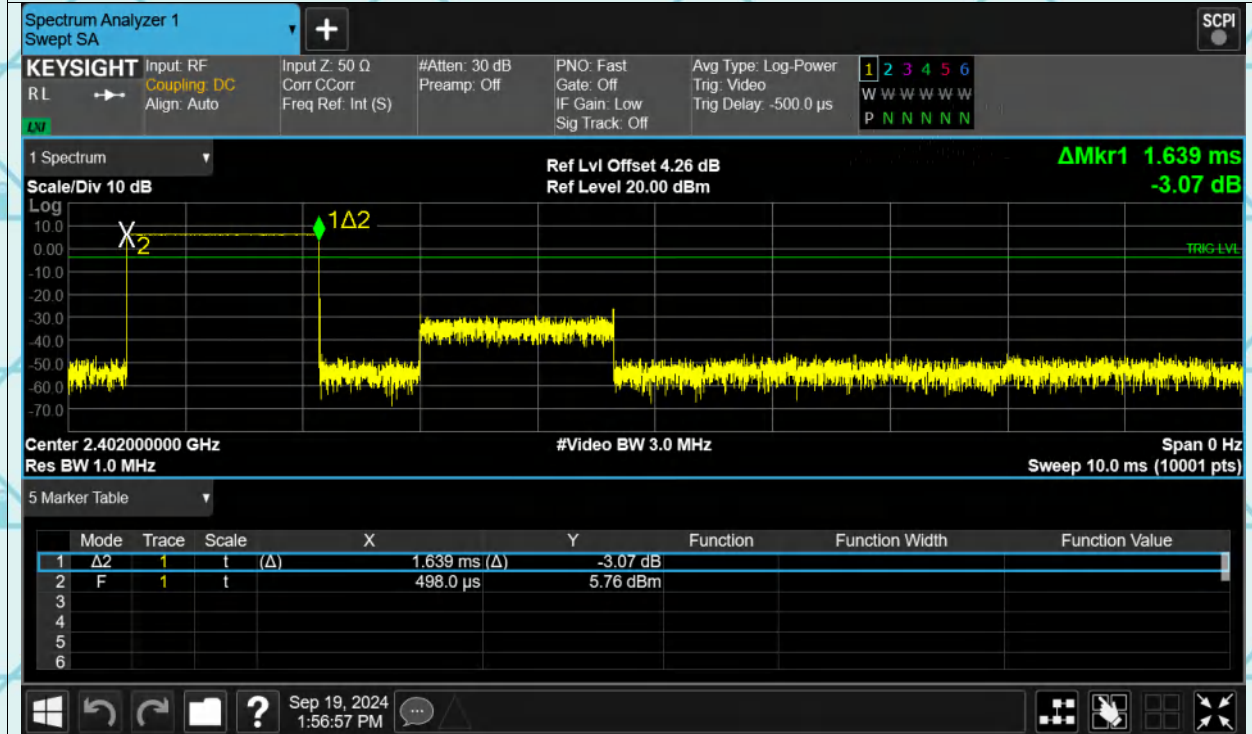 Spectrum Analyzer 1
Swept SA
+
SCPI
KEYSIGHT
RL
LXI
Input: RF
Coupling: DC
Align: Auto
Input Z: 50 Ω
Corr CCorr
Freq Ref: Int (S)
#Atten: 30 dB
Preamp: Off
PNO: Fast
Gate: Off
IF Gain: Low
Sig Track: Off
Avg Type: Log-Power
Trig: Video
Trig Delay: -500.0 µs
1 2 3 4 5 6
W W W W W W
P N N N N N
1 Spectrum
Scale/Div 10 dB
Log
Ref Lvl Offset 4.26 dB
Ref Level 20.00 dBm
ΔMkr1 1.639 ms
-3.07 dB
10.0
0.00
-10.0
-20.0
-30.0
-40.0
-50.0
-60.0
-70.0
2
1Δ2
TRIG LVL
Center 2.402000000 GHz #Video BW 3.0 MHz Span 0 Hz
Res BW 1.0 MHz Sweep 10.0 ms (10001 pts)
5 Marker Table
Mode Trace Scale X Y Function Function Width Function Value
1 Δ2 1 t (Δ) 1.639 ms (Δ) -3.07 dB
2 F 1 t 498.0 µs 5.76 dBm
3
4
5
6
?
Sep 19, 2024
1:56:57 PM